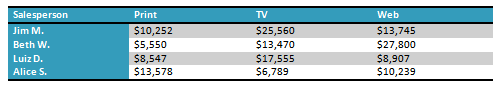 Salesperson Print TV Web
Jim M. $10,252 $25,560 $13,745
Beth W. $5,550 $13,470 $27,800
Luiz D. $8,547 $17,555 $8,907
Alice S. $13,578 $6,789 $10,239